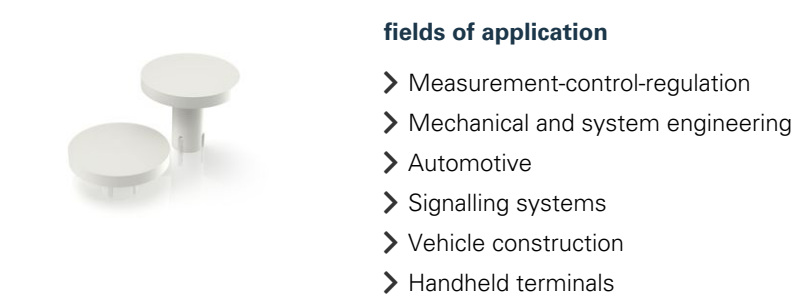 fields of application
Measurement-control-regulation
Mechanical and system engineering
Automotive
Signalling systems
Vehicle construction
Handheld terminals